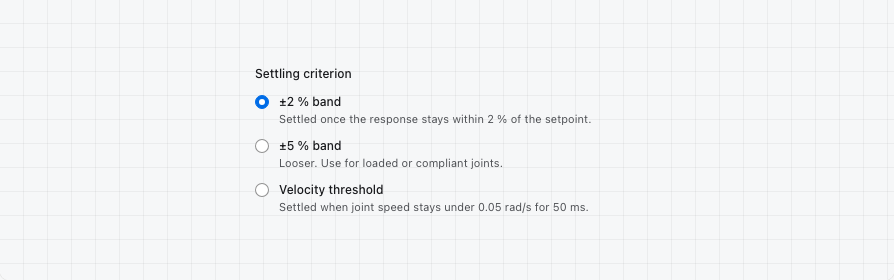 Settling criterion
±2 % band
Settled once the response stays within 2 % of the setpoint.
±5 % band
Looser. Use for loaded or compliant joints.
Velocity threshold
Settled when joint speed stays under 0.05 rad/s for 50 ms.